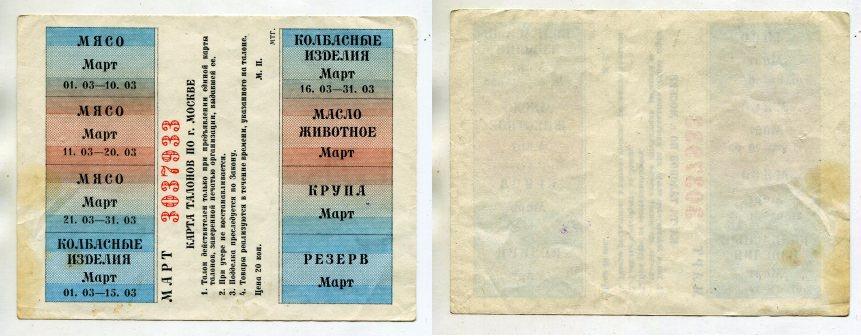 МЯСО
Март
01. 03—10. 03
МЯСО
Март
11. 03—20. 03
МЯСО
Март
21. 03—31. 03
КОЛБАСНЫЕ
ИЗДЕЛИЯ
Март
01. 03—15. 03
МАРТ 3037933
КАРТА ТАЛОНОВ ПО г. МОСКВЕ
1. Талон действителен только при предъявлении единой карты
талонов, заверенной печатью организации, выдавшей ее.
2. При утере не восстанавливается.
3. Подделка преследуется по Закону.
4. Товары реализуются в течение времени, указанного на талоне.
Цена 20 коп.
М. П.
МТГ.
КОЛБАСНЫЕ
ИЗДЕЛИЯ
Март
16. 03—31. 03
МАСЛО
ЖИВОТНОЕ
Март
КРУПА
Март
РЕЗЕРВ
Март